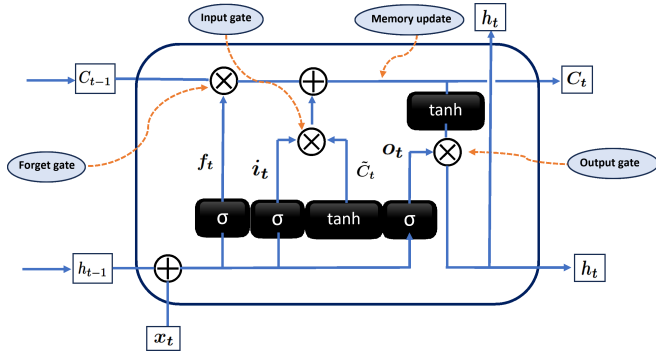 Input gate
Memory update
h_t
C_{t-1}
C_t
tanh
Forget gate
f_t
i_t
C̃_t
o_t
Output gate
σ
σ
tanh
σ
h_{t-1}
h_t
x_t